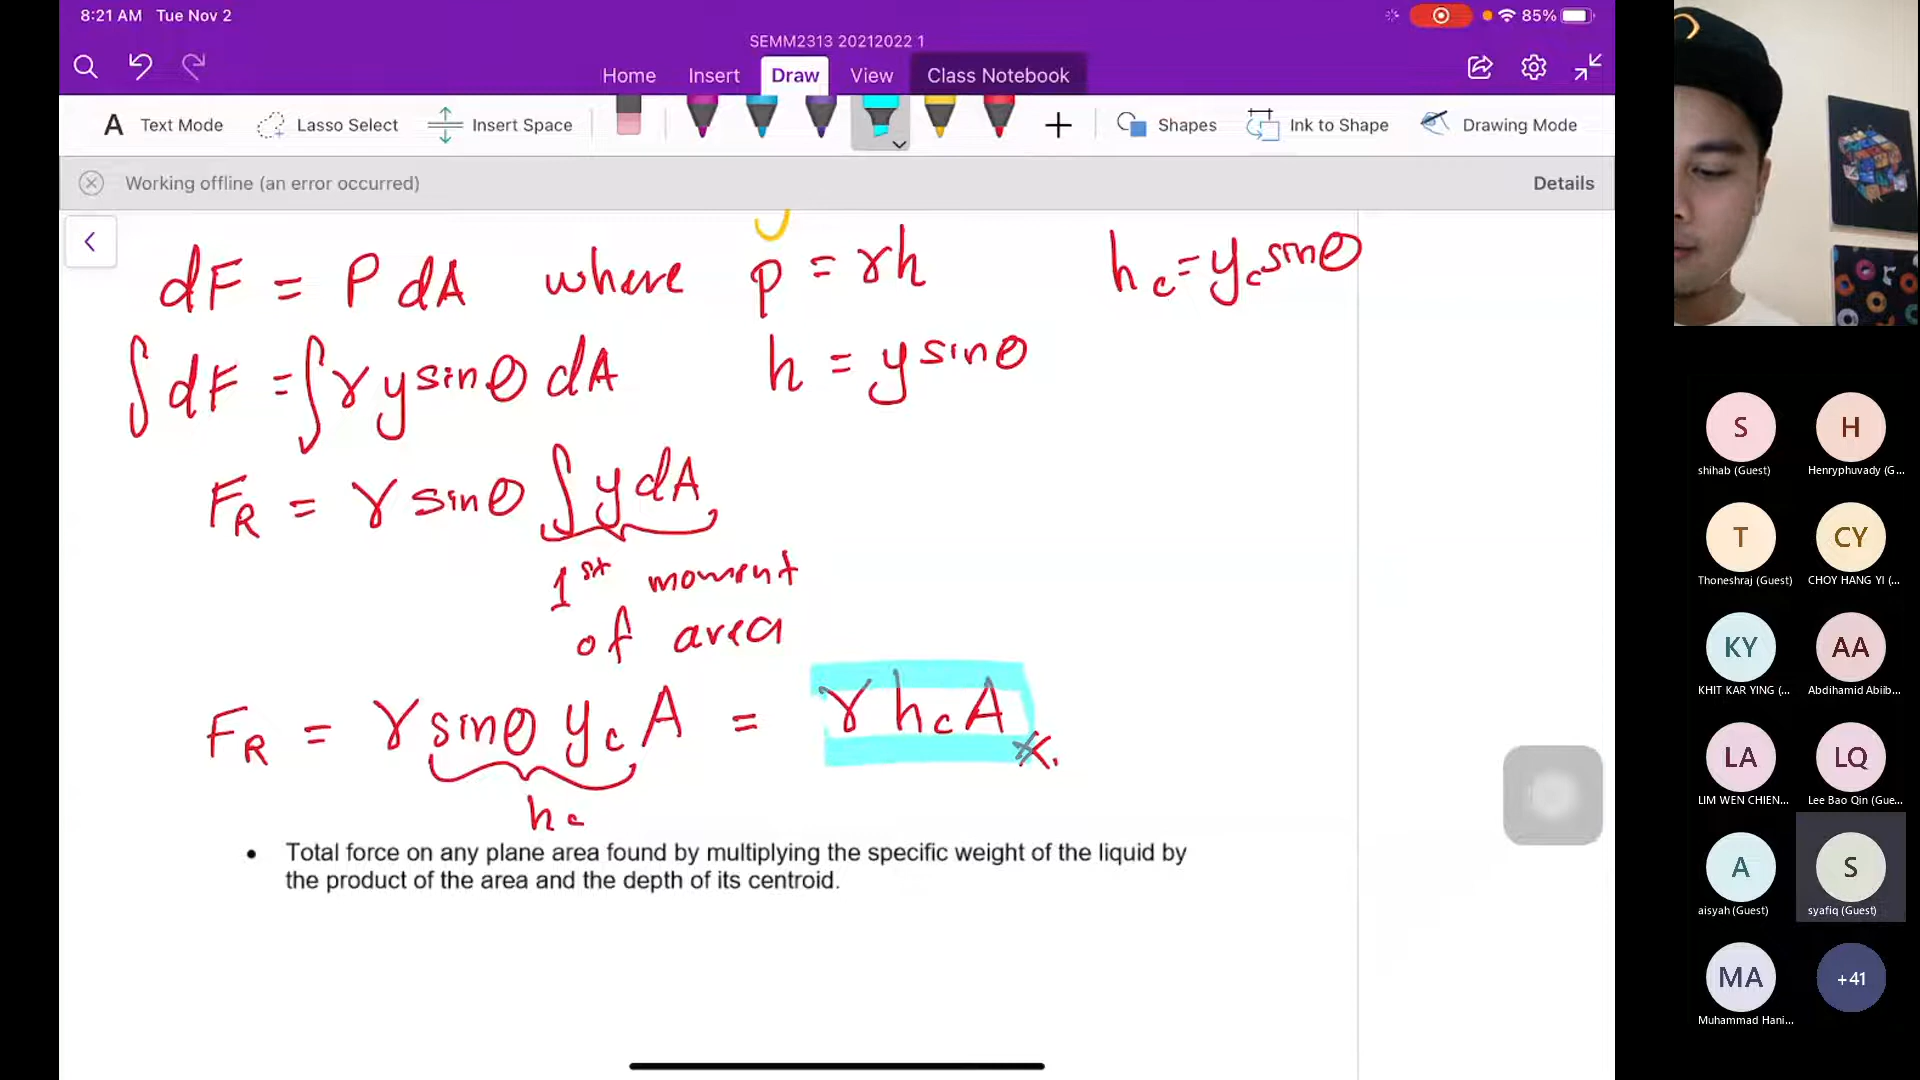 8:21 AM Tue Nov 2
85%
SEMM2313 20212022 1
Home Insert Draw View Class Notebook
A Text Mode Lasso Select Insert Space Shapes Ink to Shape Drawing Mode
Working offline (an error occurred) Details
dF = P dA where p = γh h_c = y_c sinθ
∫dF = ∫γ y sinθ dA h = y sinθ
F_R = γ sinθ ∫y dA
1st moment
of area
F_R = γ sinθ y_c A = γ h_c A
h_c
• Total force on any plane area found by multiplying the specific weight of the liquid by
the product of the area and the depth of its centroid.
S H
shihab (Guest) Henryphuvady (G...
T CY
Thoneshraj (Guest) CHOY HANG YI (...
KY AA
KHIT KAR YING (... Abdihamid Abiib...
LA LQ
LIM WEN CHIEN... Lee Bao Qin (Gue...
A S
aisyah (Guest) syafiq (Guest)
MA +41
Muhammad Hani...